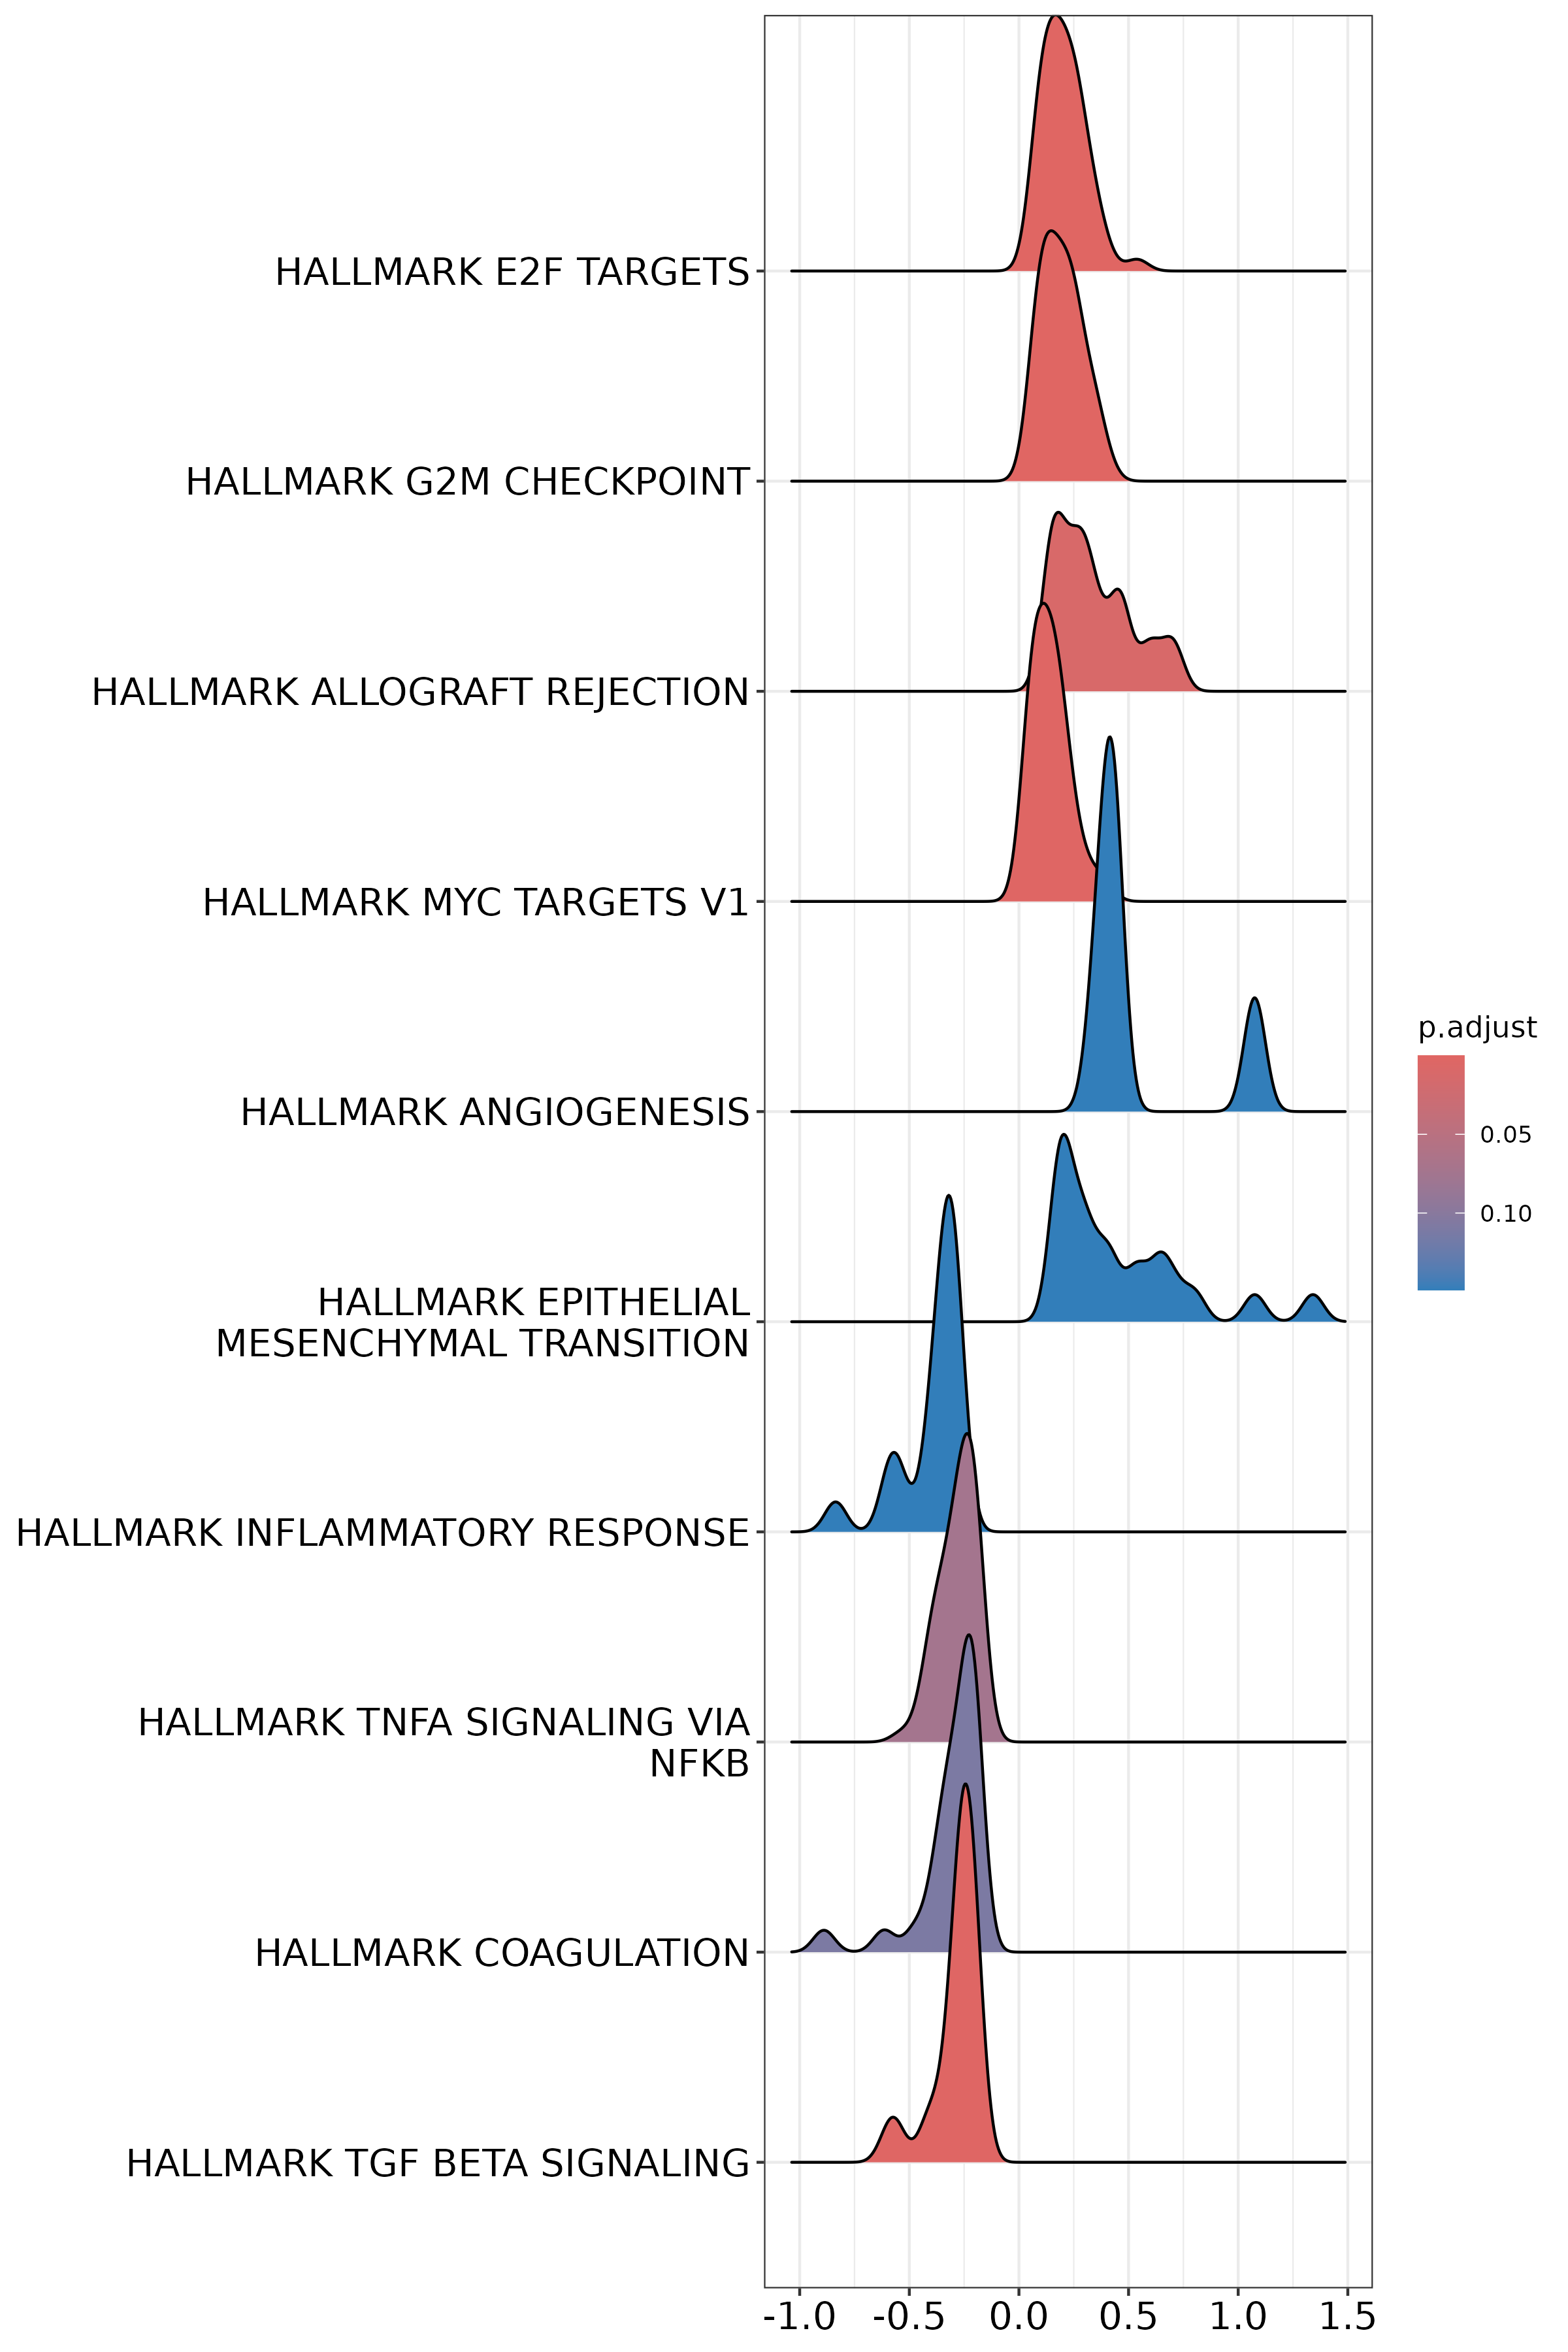 HALLMARK E2F TARGETS
HALLMARK G2M CHECKPOINT
HALLMARK ALLOGRAFT REJECTION
HALLMARK MYC TARGETS V1
HALLMARK ANGIOGENESIS
HALLMARK EPITHELIAL
MESENCHYMAL TRANSITION
HALLMARK INFLAMMATORY RESPONSE
HALLMARK TNFA SIGNALING VIA
NFKB
HALLMARK COAGULATION
HALLMARK TGF BETA SIGNALING
-1.0 -0.5 0.0 0.5 1.0 1.5
p.adjust
0.05
0.10